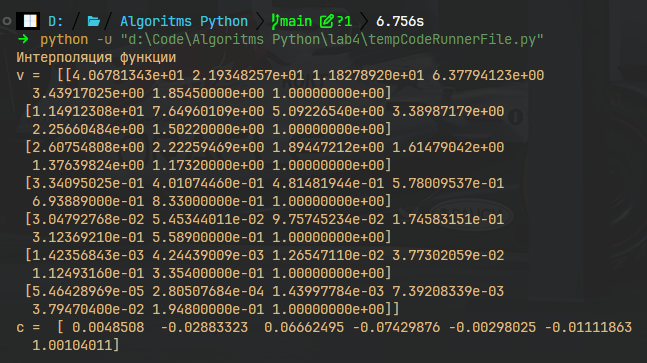 D: / / Algoritms Python main ?1 6.756s
→ python -u "d:\Code\Algoritms Python\lab4\tempCodeRunnerFile.py"
Интерполяция функции
v =  [[4.06781343e+01 2.19348257e+01 1.18278920e+01 6.37794123e+00
  3.43917025e+00 1.85450000e+00 1.00000000e+00]
 [1.14912308e+01 7.64960109e+00 5.09226540e+00 3.38987179e+00
  2.25660484e+00 1.50220000e+00 1.00000000e+00]
 [2.60754808e+00 2.22259469e+00 1.89447212e+00 1.61479042e+00
  1.37639824e+00 1.17320000e+00 1.00000000e+00]
 [3.34095025e-01 4.01074460e-01 4.81481944e-01 5.78009537e-01
  6.93889000e-01 8.33000000e-01 1.00000000e+00]
 [3.04792768e-02 5.45344011e-02 9.75745234e-02 1.74583151e-01
  3.12369210e-01 5.58900000e-01 1.00000000e+00]
 [1.42356843e-03 4.24439009e-03 1.26547110e-02 3.77302059e-02
  1.12493160e-01 3.35400000e-01 1.00000000e+00]
 [5.46428969e-05 2.80507684e-04 1.43997784e-03 7.39208339e-03
  3.79470400e-02 1.94800000e-01 1.00000000e+00]]
c =  [ 0.0048508  -0.02883323  0.06662495 -0.07429876 -0.00298025 -0.01111863
  1.00104011]